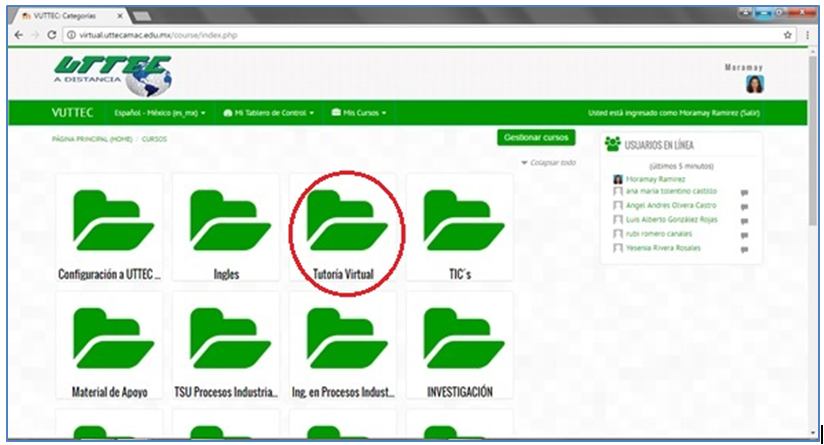 VUTTEC: Categorías
virtual.uttecamac.edu.mx/course/index.php
UTTEC
A DISTANCIA
Moramay
VUTTEC Español - México (es_mx) Mi Tablero de Control Mis Cursos Usted está ingresado como Moramay Ramirez (Salir)
PÁGINA PRINCIPAL (HOME) / CURSOS
Gestionar cursos
Colapsar todo
Configuración a UTTEC ...
Ingles
Tutoría Virtual
TIC´s
Material de Apoyo
TSU Procesos Industria...
Ing. en Procesos Indust...
INVESTIGACIÓN
USUARIOS EN LÍNEA
(últimos 5 minutos)
Moramay Ramirez
ana maria tolentino castillo
Angel Andres Olvera Castro
Luis Alberto González Rojas
rubi romero canales
Yesenia Rivera Rosales